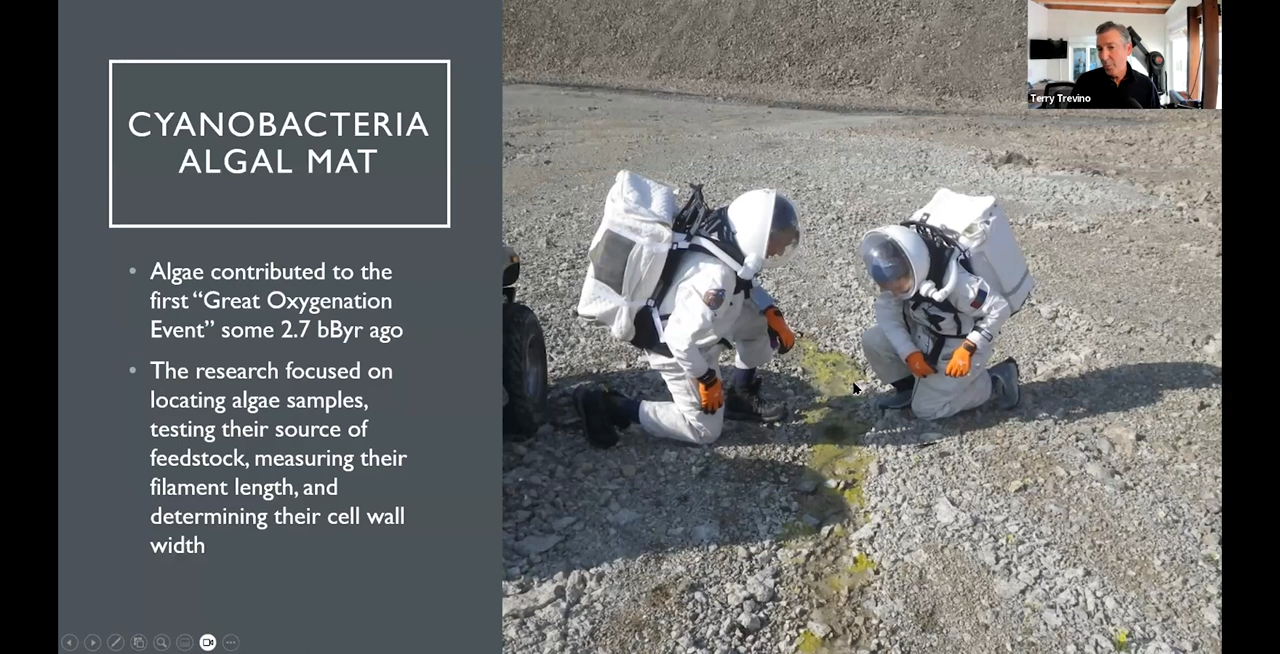 CYANOBACTERIA
ALGAL MAT
• Algae contributed to the
first “Great Oxygenation
Event” some 2.7 bByr ago
• The research focused on
locating algae samples,
testing their source of
feedstock, measuring their
filament length, and
determining their cell wall
width
Terry Trevino